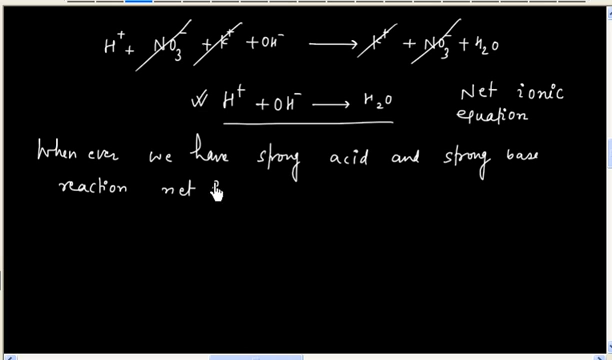 H⁺ + NO₃⁻ + K⁺ + OH⁻ ⟶ K⁺ + NO₃⁻ + H₂O
✓ H⁺ + OH⁻ ⟶ H₂O Net ionic
equation
When ever we have strong acid and strong base
reaction net